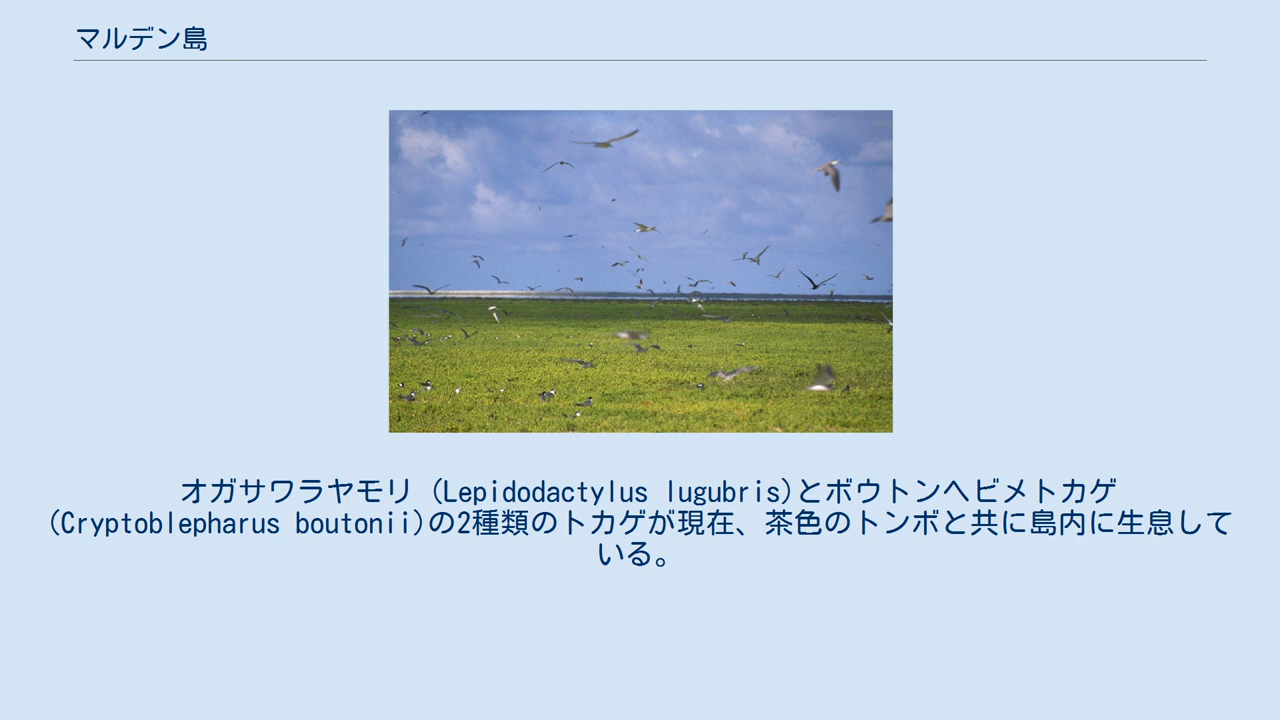 マルデン島
オガサワラヤモリ (Lepidodactylus lugubris)とボウトンヘビメトカゲ
(Cryptoblepharus boutonii)の2種類のトカゲが現在、茶色のトンボと共に島内に生息して
いる。